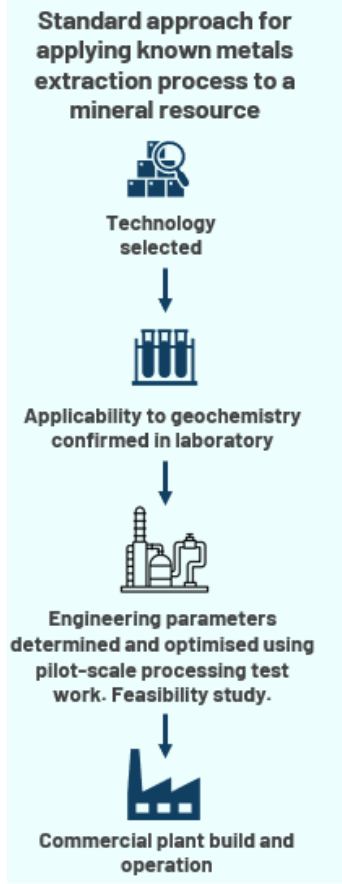 Standard approach for
applying known metals
extraction process to a
mineral resource
Technology
selected
Applicability to geochemistry
confirmed in laboratory
Engineering parameters
determined and optimised using
pilot-scale processing test
work. Feasibility study.
Commercial plant build and
operation